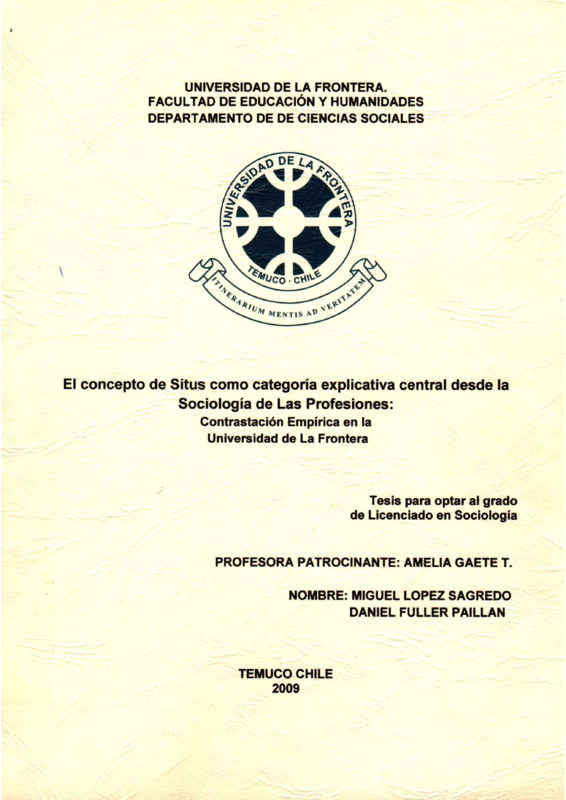 UNIVERSIDAD DE LA FRONTERA.
FACULTAD DE EDUCACIÓN Y HUMANIDADES
DEPARTAMENTO DE DE CIENCIAS SOCIALES
UNIVERSIDAD DE LA FRONTERA
TEMUCO · CHILE
ITINERARIUM MENTIS AD VERITATEM
El concepto de Situs como categoría explicativa central desde la
Sociología de Las Profesiones:
Contrastación Empírica en la
Universidad de La Frontera
Tesis para optar al grado
de Licenciado en Sociología
PROFESORA PATROCINANTE: AMELIA GAETE T.
NOMBRE: MIGUEL LOPEZ SAGREDO
DANIEL FULLER PAILLAN
TEMUCO CHILE
2009